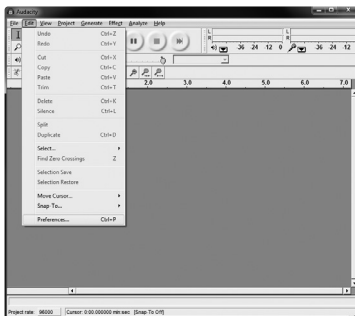 Audacity
File Edit View Project Generate Effect Analyze Help
Undo Ctrl+Z
Redo Ctrl+Y
Cut Ctrl+X
Copy Ctrl+C
Paste Ctrl+V
Trim Ctrl+T
Delete Ctrl+K
Silence Ctrl+L
Split
Duplicate Ctrl+D
Select...
Find Zero Crossings Z
Selection Save
Selection Restore
Move Cursor...
Snap-To...
Preferences... Ctrl+P
L
R
-36 -24 -12 0
L
R
-36 -24 -12
2.0 3.0 4.0 5.0 6.0 7.0
Project rate: 96000 Cursor: 0:00.000000 min:sec [Snap-To Off]